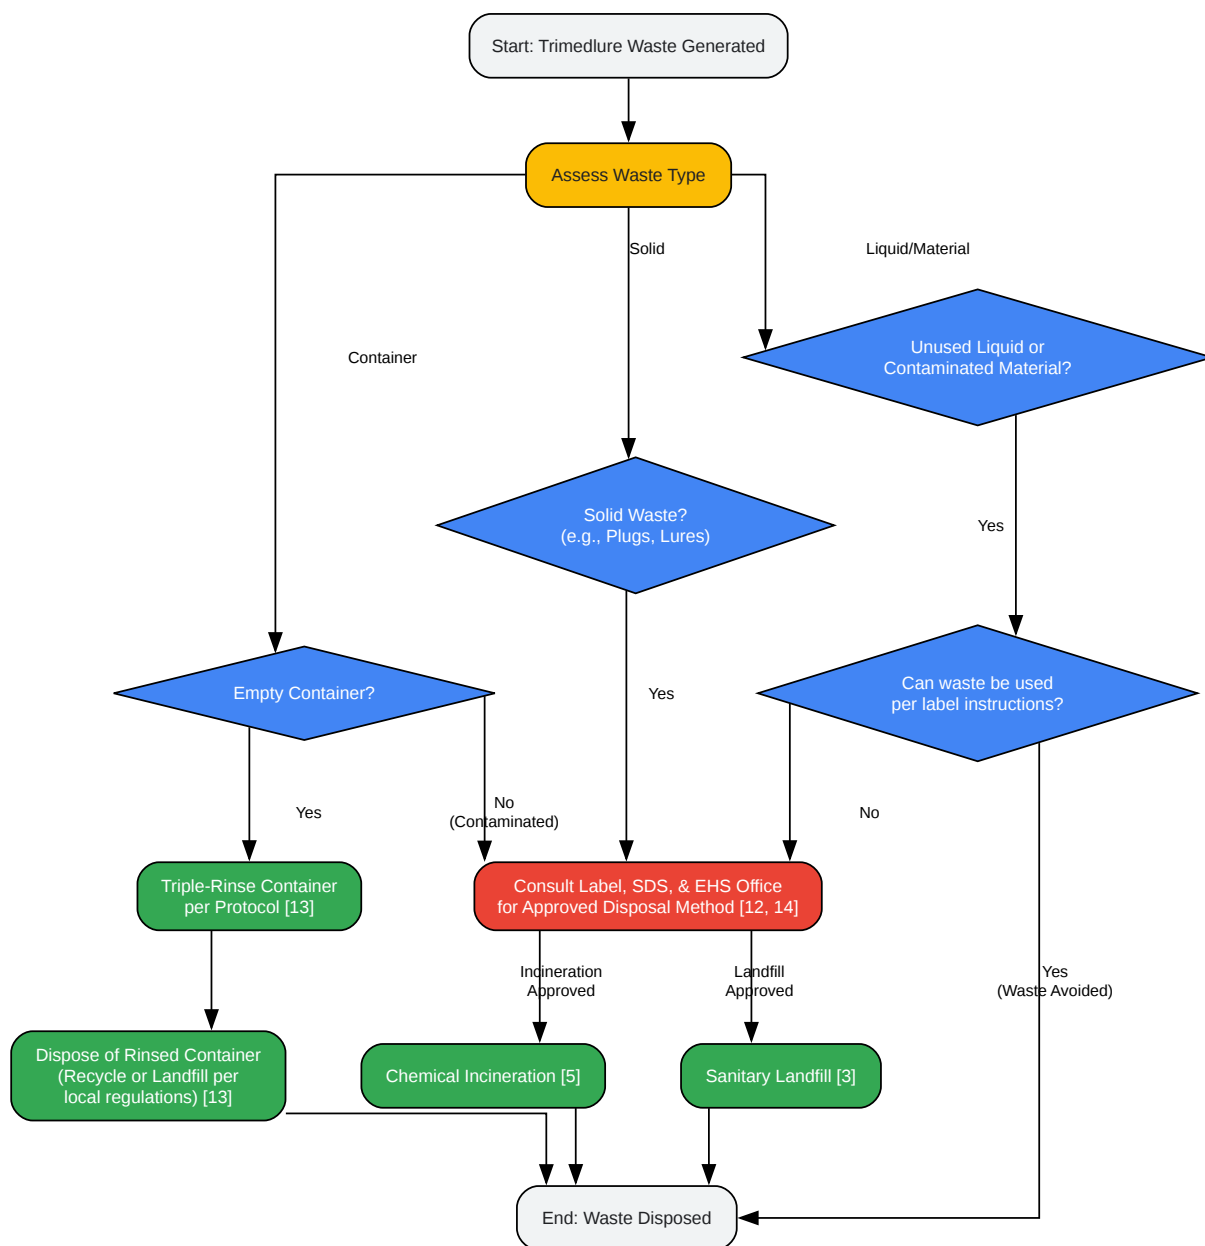 Start: Trimedlure Waste Generated
Assess Waste Type
Solid
Liquid/Material
Unused Liquid or
Contaminated Material?
Container
Solid Waste?
(e.g., Plugs, Lures)
Yes
Empty Container?
Yes
Can waste be used
per label instructions?
Yes
No
(Contaminated)
No
Triple-Rinse Container
per Protocol [13]
Consult Label, SDS, & EHS Office
for Approved Disposal Method [12, 14]
Incineration
Approved
Landfill
Approved
Yes
(Waste Avoided)
Dispose of Rinsed Container
(Recycle or Landfill per
local regulations) [13]
Chemical Incineration [5]
Sanitary Landfill [3]
End: Waste Disposed